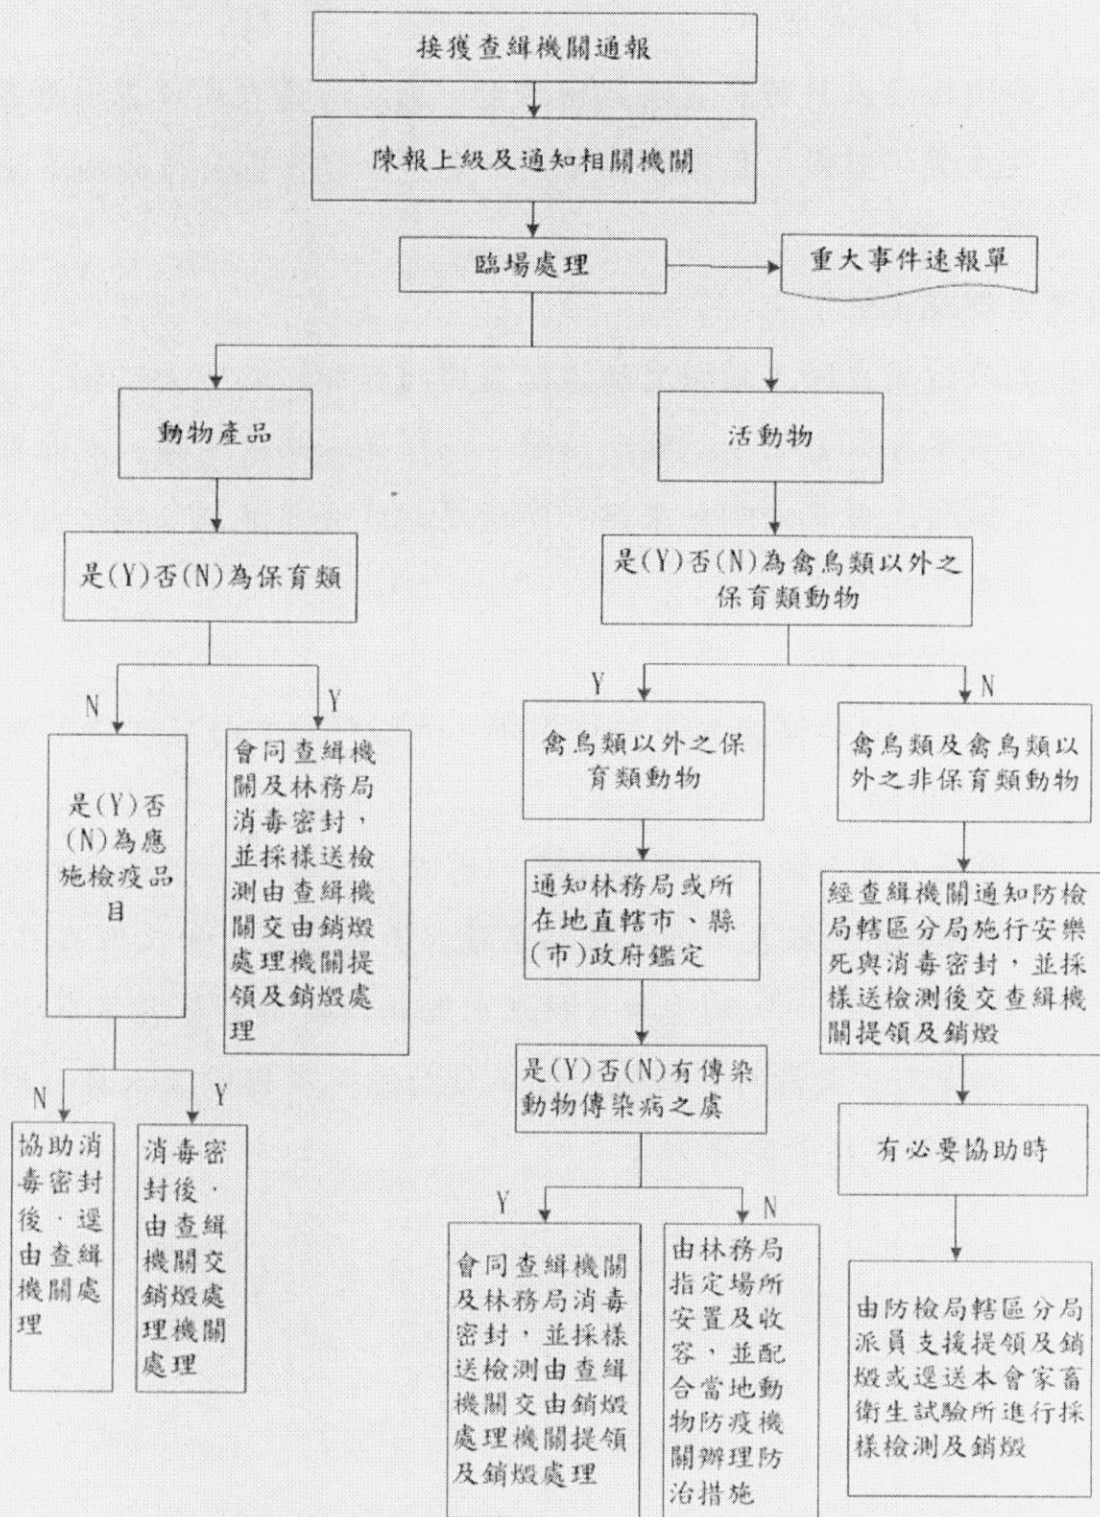 接獲查緝機關通報
陳報上級及通知相關機關
臨場處理
重大事件速報單
動物產品
活動物
是(Y)否(N)為保育類
是(Y)否(N)為禽鳥類以外之
保育類動物
N
Y
Y
N
是(Y)否
(N)為應
施檢疫品
目
會同查緝機
關及林務局
消毒密封，
並採樣送檢
測由查緝機
關交由銷燬
處理機關提
領及銷燬處
理
禽鳥類以外之保
育類動物
禽鳥類及禽鳥類以
外之非保育類動物
通知林務局或所
在地直轄市、縣
(市)政府鑑定
經查緝機關通知防檢
局轄區分局施行安樂
死與消毒密封，並採
樣送檢測後交查緝機
關提領及銷燬
是(Y)否(N)有傳染
動物傳染病之虞
有必要協助時
N
Y
協助消
毒密封
後．逕
由查緝
機關處
理
消毒密
封後．
由查緝
機關交
銷燬處
理機關
處理
Y
N
會同查緝機關
及林務局消毒
密封，並採樣
送檢測由查緝
機關交由銷燬
處理機關提領
及銷燬處理
由林務局
指定場所
安置及收
容，並配
合當地動
物防疫機
關辦理防
治措施
由防檢局轄區分局
派員支援提領及銷
燬或逕送本會家畜
衛生試驗所進行採
樣檢測及銷燬